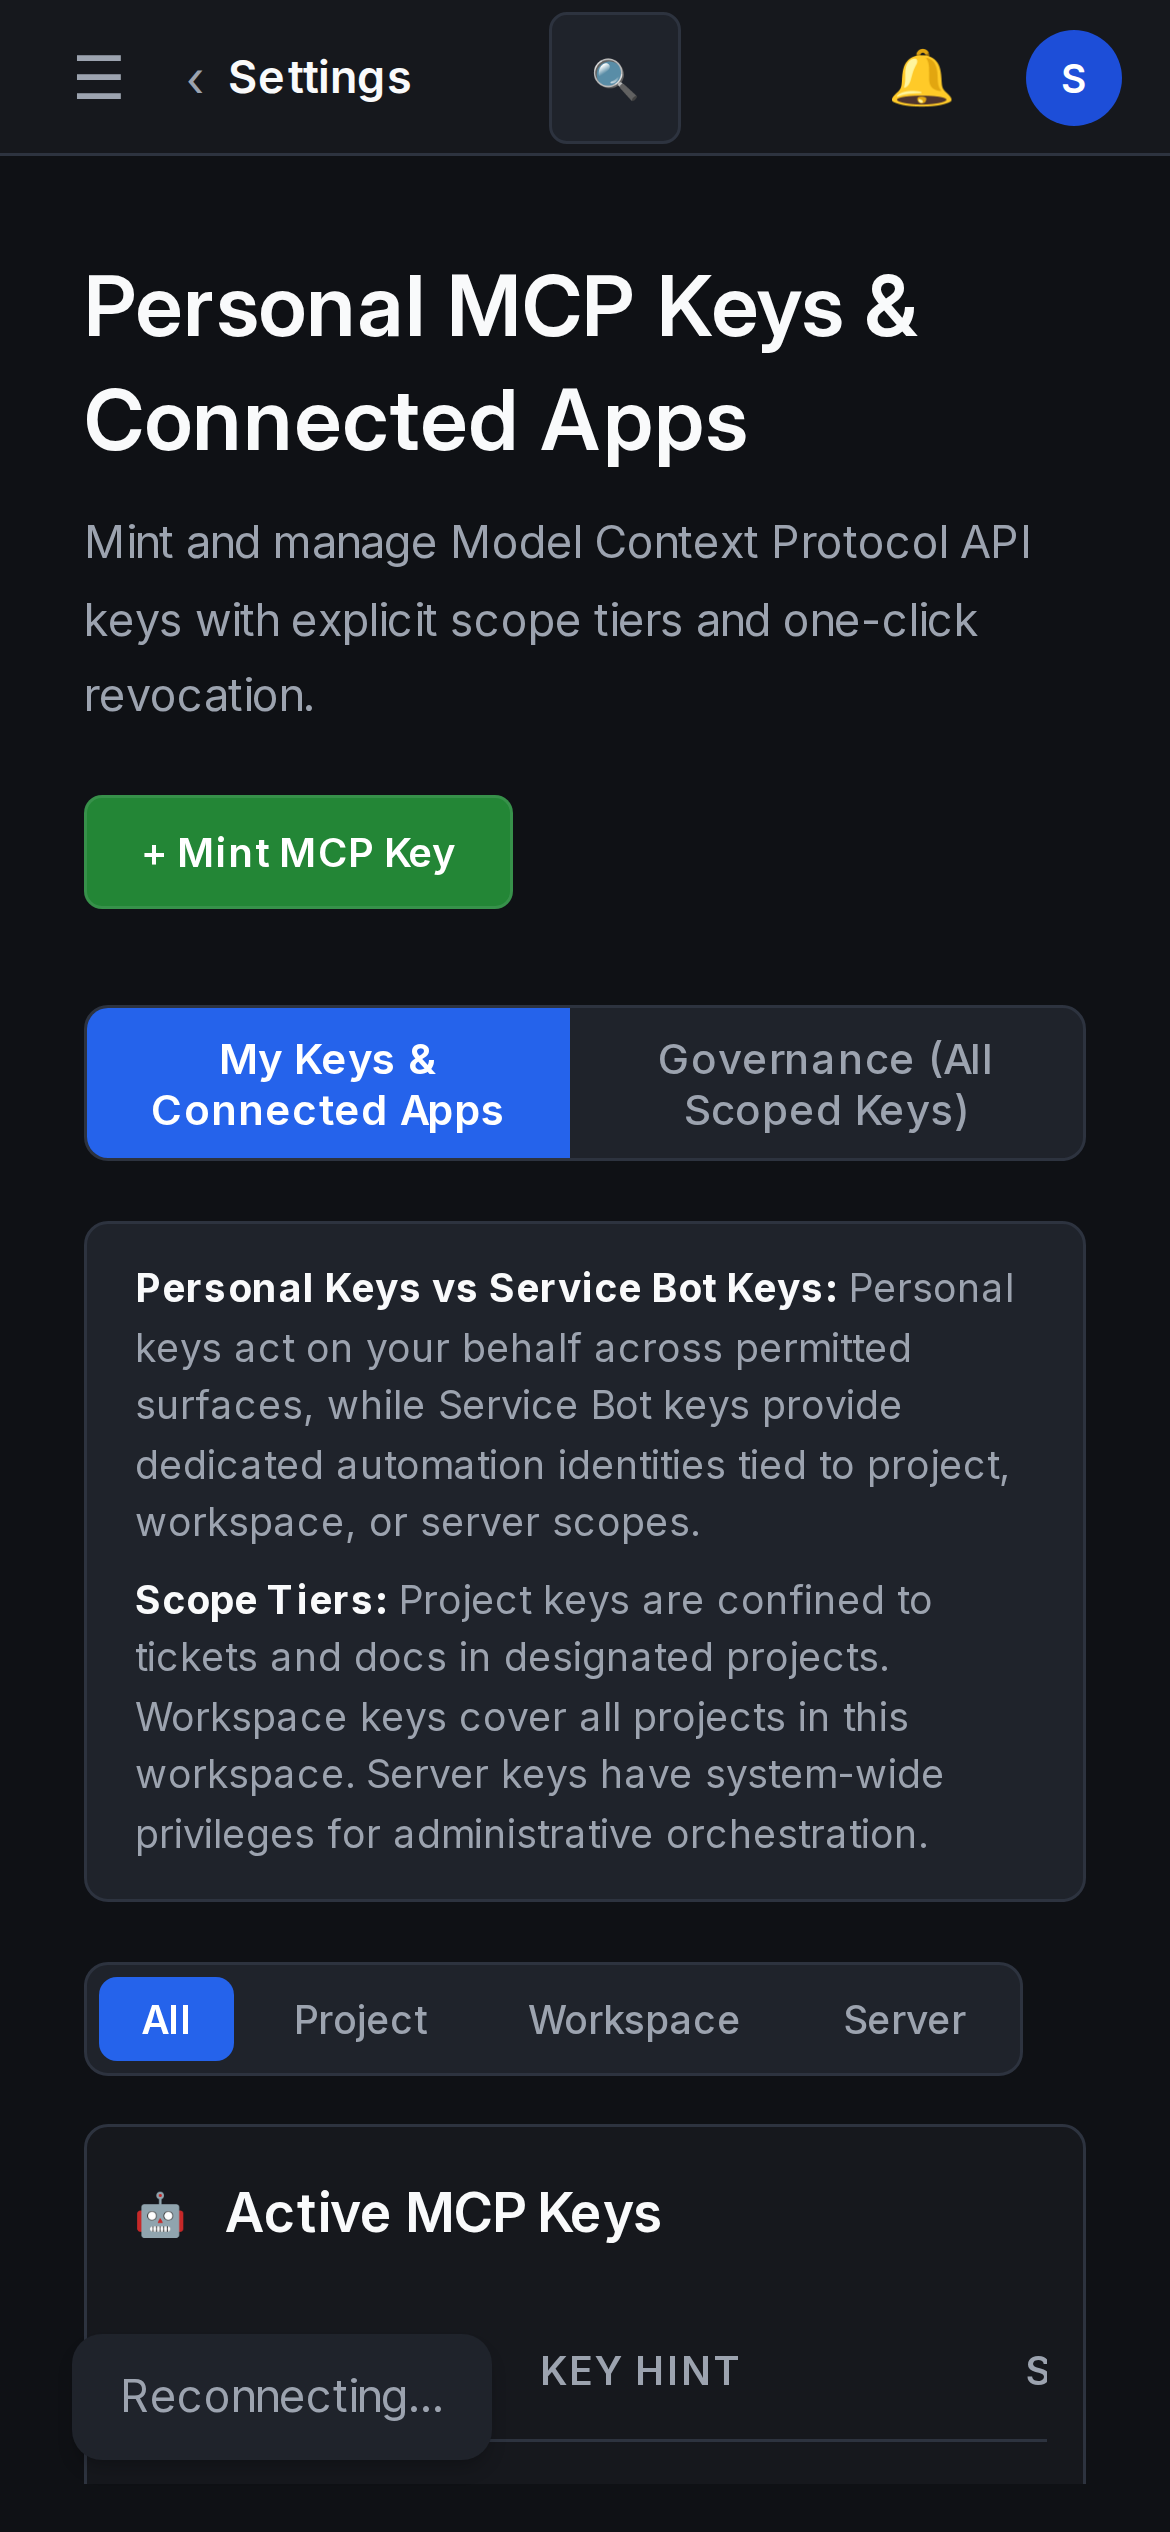 Settings
S
Personal MCP Keys &
Connected Apps
Mint and manage Model Context Protocol API
keys with explicit scope tiers and one-click
revocation.
+ Mint MCP Key
My Keys &
Connected Apps
Governance (All
Scoped Keys)
Personal Keys vs Service Bot Keys: Personal
keys act on your behalf across permitted
surfaces, while Service Bot keys provide
dedicated automation identities tied to project,
workspace, or server scopes.
Scope Tiers: Project keys are confined to
tickets and docs in designated projects.
Workspace keys cover all projects in this
workspace. Server keys have system-wide
privileges for administrative orchestration.
All
Project
Workspace
Server
Active MCP Keys
KEY HINT
S
Reconnecting...